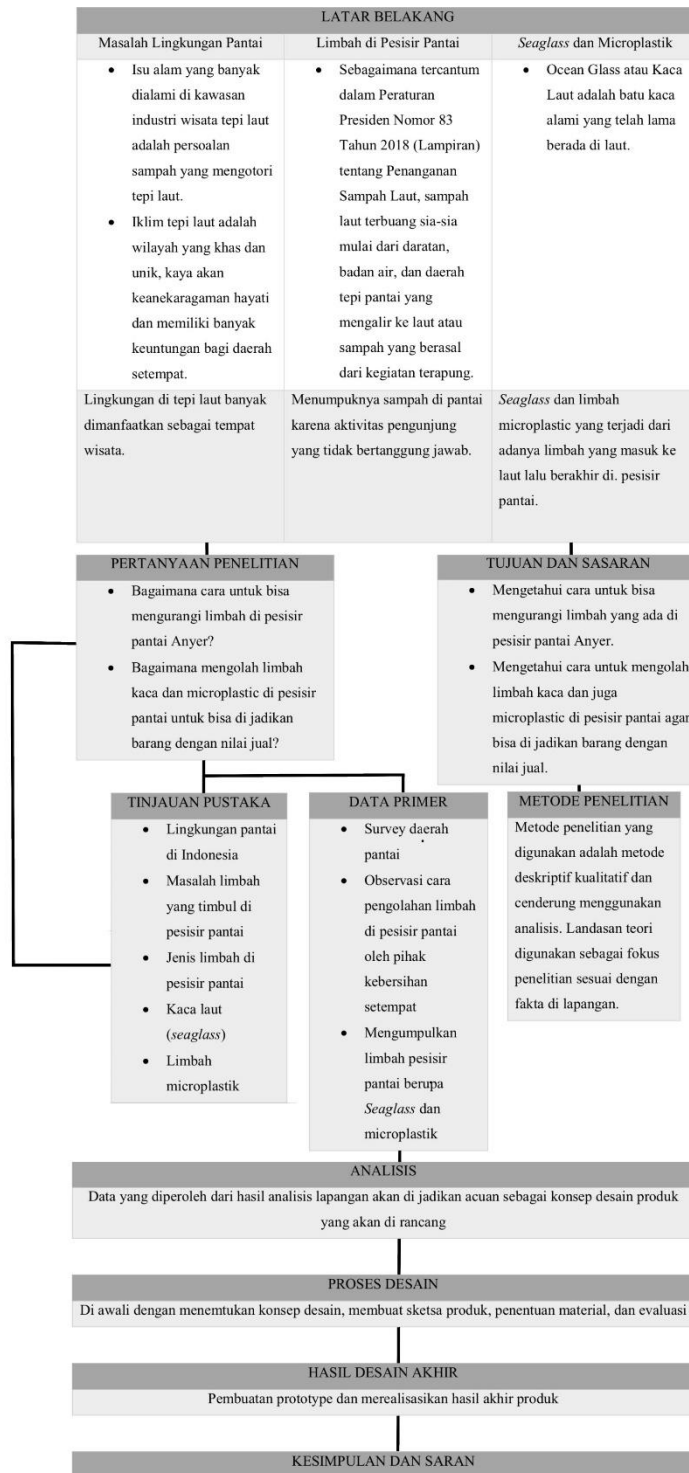 LATAR BELAKANG
Masalah Lingkungan Pantai
• Isu alam yang banyak
dialami di kawasan
industri wisata tepi laut
adalah persoalan
sampah yang mengotori
tepi laut.
• Iklim tepi laut adalah
wilayah yang khas dan
unik, kaya akan
keanekaragaman hayati
dan memiliki banyak
keuntungan bagi daerah
setempat.
Lingkungan di tepi laut banyak
dimanfaatkan sebagai tempat
wisata.
Limbah di Pesisir Pantai
• Sebagaimana tercantum
dalam Peraturan
Presiden Nomor 83
Tahun 2018 (Lampiran)
tentang Penanganan
Sampah Laut, sampah
laut terbuang sia-sia
mulai dari daratan,
badan air, dan daerah
tepi pantai yang
mengalir ke laut atau
sampah yang berasal
dari kegiatan terapung.
Menumpuknya sampah di pantai
karena aktivitas pengunjung
yang tidak bertanggung jawab.
Seaglass dan Microplastik
• Ocean Glass atau Kaca
Laut adalah batu kaca
alami yang telah lama
berada di laut.
Seaglass dan limbah
microplastic yang terjadi dari
adanya limbah yang masuk ke
laut lalu berakhir di. pesisir
pantai.
PERTANYAAN PENELITIAN
• Bagaimana cara untuk bisa
mengurangi limbah di pesisir
pantai Anyer?
• Bagaimana mengolah limbah
kaca dan microplastic di pesisir
pantai untuk bisa di jadikan
barang dengan nilai jual?
TUJUAN DAN SASARAN
• Mengetahui cara untuk bisa
mengurangi limbah yang ada di
pesisir pantai Anyer.
• Mengetahui cara untuk mengolah
limbah kaca dan juga
microplastic di pesisir pantai agar
bisa di jadikan barang dengan
nilai jual.
TINJAUAN PUSTAKA
• Lingkungan pantai
di Indonesia
• Masalah limbah
yang timbul di
pesisir pantai
• Jenis limbah di
pesisir pantai
• Kaca laut
(seaglass)
• Limbah
microplastik
DATA PRIMER
• Survey daerah
pantai
• Observasi cara
pengolahan limbah
di pesisir pantai
oleh pihak
kebersihan
setempat
• Mengumpulkan
limbah pesisir
pantai berupa
Seaglass dan
microplastik
METODE PENELITIAN
Metode penelitian yang
digunakan adalah metode
deskriptif kualitatif dan
cenderung menggunakan
analisis. Landasan teori
digunakan sebagai fokus
penelitian sesuai dengan
fakta di lapangan.
ANALISIS
Data yang diperoleh dari hasil analisis lapangan akan di jadikan acuan sebagai konsep desain produk
yang akan di rancang
PROSES DESAIN
Di awali dengan menemtukan konsep desain, membuat sketsa produk, penentuan material, dan evaluasi
HASIL DESAIN AKHIR
Pembuatan prototype dan merealisasikan hasil akhir produk
KESIMPULAN DAN SARAN